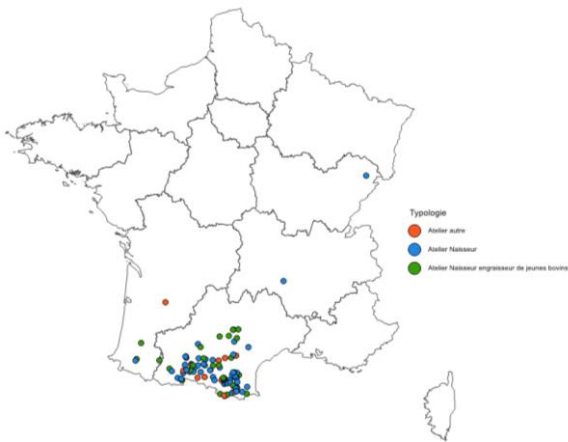 Typologie
Atelier autre
Atelier Naisseur
Atelier Naisseur engraisseur de jeunes bovins